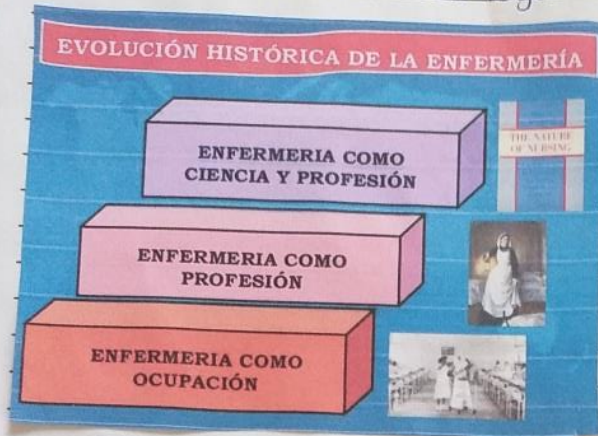 EVOLUCIÓN HISTÓRICA DE LA ENFERMERÍA
ENFERMERIA COMO
CIENCIA Y PROFESIÓN
THE NATURE
OF NURSING
ENFERMERIA COMO
PROFESIÓN
ENFERMERIA COMO
OCUPACIÓN